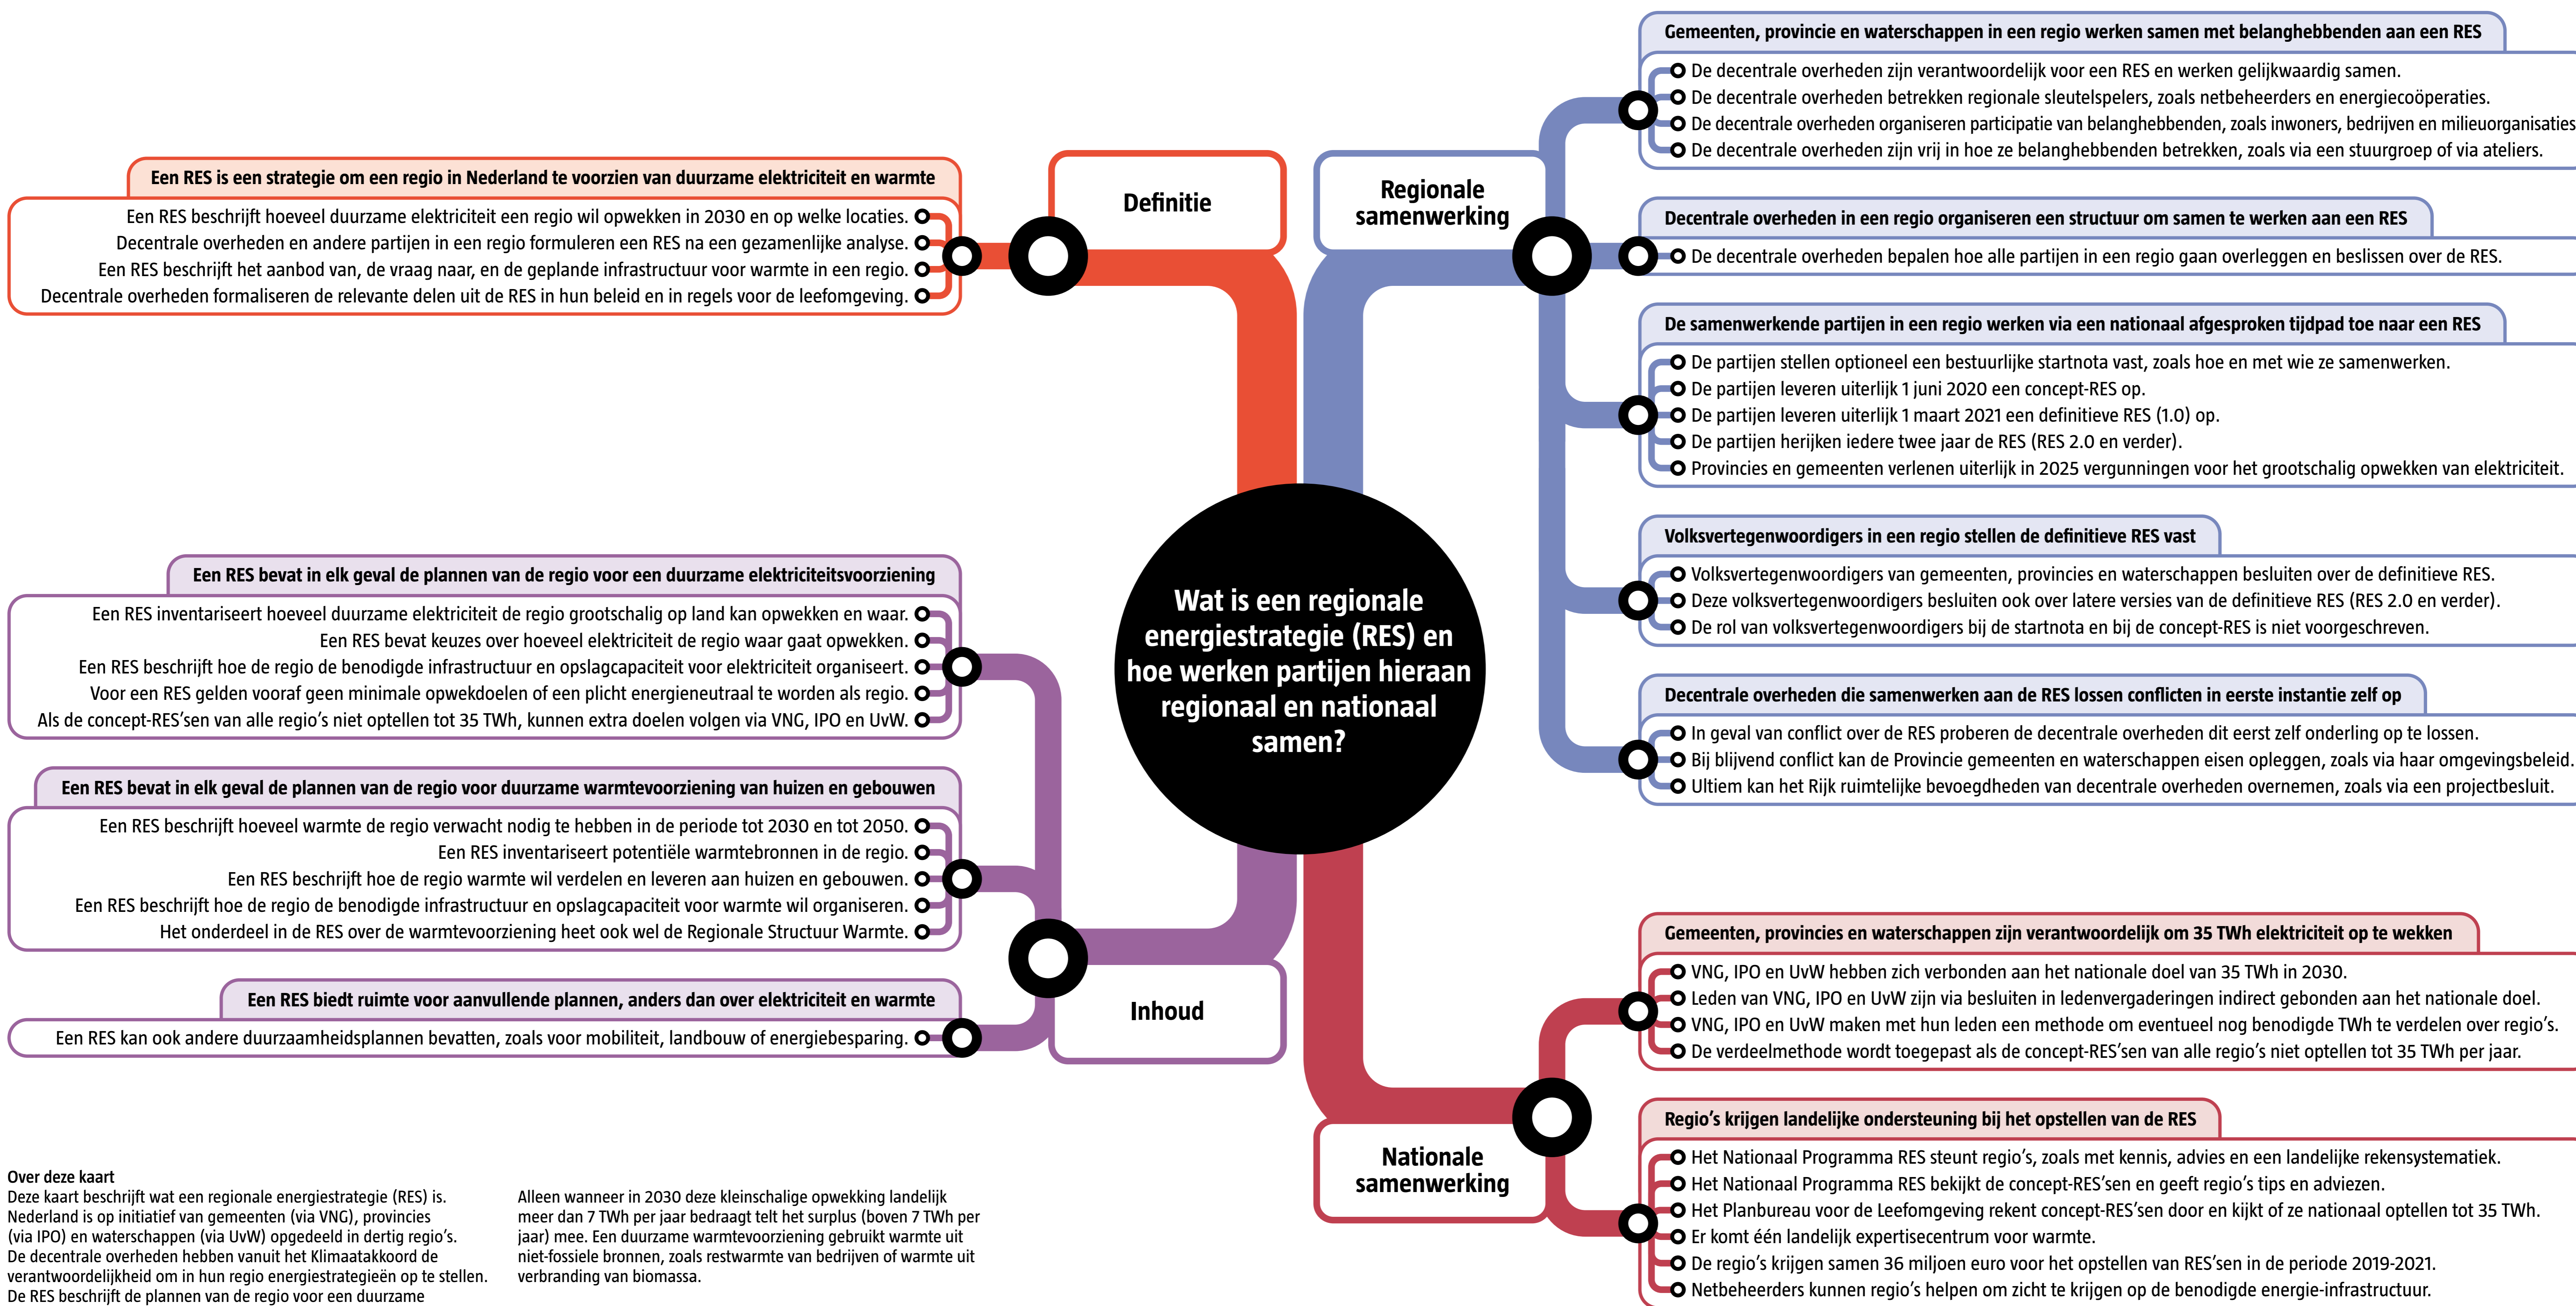 Wat is een regionale
energiestrategie (RES) en
hoe werken partijen hieraan
regionaal en nationaal
samen?
Definitie
Een RES is een strategie om een regio in Nederland te voorzien van duurzame elektriciteit en warmte
Een RES beschrijft hoeveel duurzame elektriciteit een regio wil opwekken in 2030 en op welke locaties.
Decentrale overheden en andere partijen in een regio formuleren een RES na een gezamenlijke analyse.
Een RES beschrijft het aanbod van, de vraag naar, en de geplande infrastructuur voor warmte in een regio.
Decentrale overheden formaliseren de relevante delen uit de RES in hun beleid en in regels voor de leefomgeving.
Inhoud
Een RES bevat in elk geval de plannen van de regio voor een duurzame elektriciteitsvoorziening
Een RES inventariseert hoeveel duurzame elektriciteit de regio grootschalig op land kan opwekken en waar.
Een RES bevat keuzes over hoeveel elektriciteit de regio waar gaat opwekken.
Een RES beschrijft hoe de regio de benodigde infrastructuur en opslagcapaciteit voor elektriciteit organiseert.
Voor een RES gelden vooraf geen minimale opwekdoelen of een plicht energieneutraal te worden als regio.
Als de concept-RES’sen van alle regio’s niet optellen tot 35 TWh, kunnen extra doelen volgen via VNG, IPO en UvW.
Een RES bevat in elk geval de plannen van de regio voor duurzame warmtevoorziening van huizen en gebouwen
Een RES beschrijft hoeveel warmte de regio verwacht nodig te hebben in de periode tot 2030 en tot 2050.
Een RES inventariseert potentiële warmtebronnen in de regio.
Een RES beschrijft hoe de regio warmte wil verdelen en leveren aan huizen en gebouwen.
Een RES beschrijft hoe de regio de benodigde infrastructuur en opslagcapaciteit voor warmte wil organiseren.
Het onderdeel in de RES over de warmtevoorziening heet ook wel de Regionale Structuur Warmte.
Een RES biedt ruimte voor aanvullende plannen, anders dan over elektriciteit en warmte
Een RES kan ook andere duurzaamheidsplannen bevatten, zoals voor mobiliteit, landbouw of energiebesparing.
Regionale
samenwerking
Gemeenten, provincie en waterschappen in een regio werken samen met belanghebbenden aan een RES
De decentrale overheden zijn verantwoordelijk voor een RES en werken gelijkwaardig samen.
De decentrale overheden betrekken regionale sleutelspelers, zoals netbeheerders en energiecoöperaties.
De decentrale overheden organiseren participatie van belanghebbenden, zoals inwoners, bedrijven en milieuorganisaties
De decentrale overheden zijn vrij in hoe ze belanghebbenden betrekken, zoals via een stuurgroep of via ateliers.
Decentrale overheden in een regio organiseren een structuur om samen te werken aan een RES
De decentrale overheden bepalen hoe alle partijen in een regio gaan overleggen en beslissen over de RES.
De samenwerkende partijen in een regio werken via een nationaal afgesproken tijdpad toe naar een RES
De partijen stellen optioneel een bestuurlijke startnota vast, zoals hoe en met wie ze samenwerken.
De partijen leveren uiterlijk 1 juni 2020 een concept-RES op.
De partijen leveren uiterlijk 1 maart 2021 een definitieve RES (1.0) op.
De partijen herijken iedere twee jaar de RES (RES 2.0 en verder).
Provincies en gemeenten verlenen uiterlijk in 2025 vergunningen voor het grootschalig opwekken van elektriciteit.
Volksvertegenwoordigers in een regio stellen de definitieve RES vast
Volksvertegenwoordigers van gemeenten, provincies en waterschappen besluiten over de definitieve RES.
Deze volksvertegenwoordigers besluiten ook over latere versies van de definitieve RES (RES 2.0 en verder).
De rol van volksvertegenwoordigers bij de startnota en bij de concept-RES is niet voorgeschreven.
Decentrale overheden die samenwerken aan de RES lossen conflicten in eerste instantie zelf op
In geval van conflict over de RES proberen de decentrale overheden dit eerst zelf onderling op te lossen.
Bij blijvend conflict kan de Provincie gemeenten en waterschappen eisen opleggen, zoals via haar omgevingsbeleid.
Ultiem kan het Rijk ruimtelijke bevoegdheden van decentrale overheden overnemen, zoals via een projectbesluit.
Nationale
samenwerking
Gemeenten, provincies en waterschappen zijn verantwoordelijk om 35 TWh elektriciteit op te wekken
VNG, IPO en UvW hebben zich verbonden aan het nationale doel van 35 TWh in 2030.
Leden van VNG, IPO en UvW zijn via besluiten in ledenvergaderingen indirect gebonden aan het nationale doel.
VNG, IPO en UvW maken met hun leden een methode om eventueel nog benodigde TWh te verdelen over regio’s.
De verdeelmethode wordt toegepast als de concept-RES’sen van alle regio’s niet optellen tot 35 TWh per jaar.
Regio’s krijgen landelijke ondersteuning bij het opstellen van de RES
Het Nationaal Programma RES steunt regio’s, zoals met kennis, advies en een landelijke rekensystematiek.
Het Nationaal Programma RES bekijkt de concept-RES’sen en geeft regio’s tips en adviezen.
Het Planbureau voor de Leefomgeving rekent concept-RES’sen door en kijkt of ze nationaal optellen tot 35 TWh.
Er komt één landelijk expertisecentrum voor warmte.
De regio’s krijgen samen 36 miljoen euro voor het opstellen van RES’sen in de periode 2019-2021.
Netbeheerders kunnen regio’s helpen om zicht te krijgen op de benodigde energie-infrastructuur.
Over deze kaart
Deze kaart beschrijft wat een regionale energiestrategie (RES) is.
Nederland is op initiatief van gemeenten (via VNG), provincies
(via IPO) en waterschappen (via UvW) opgedeeld in dertig regio’s.
De decentrale overheden hebben vanuit het Klimaatakkoord de
verantwoordelijkheid om in hun regio energiestrategieën op te stellen.
De RES beschrijft de plannen van de regio voor een duurzame
Alleen wanneer in 2030 deze kleinschalige opwekking landelijk
meer dan 7 TWh per jaar bedraagt telt het surplus (boven 7 TWh per
jaar) mee. Een duurzame warmtevoorziening gebruikt warmte uit
niet-fossiele bronnen, zoals restwarmte van bedrijven of warmte uit
verbranding van biomassa.